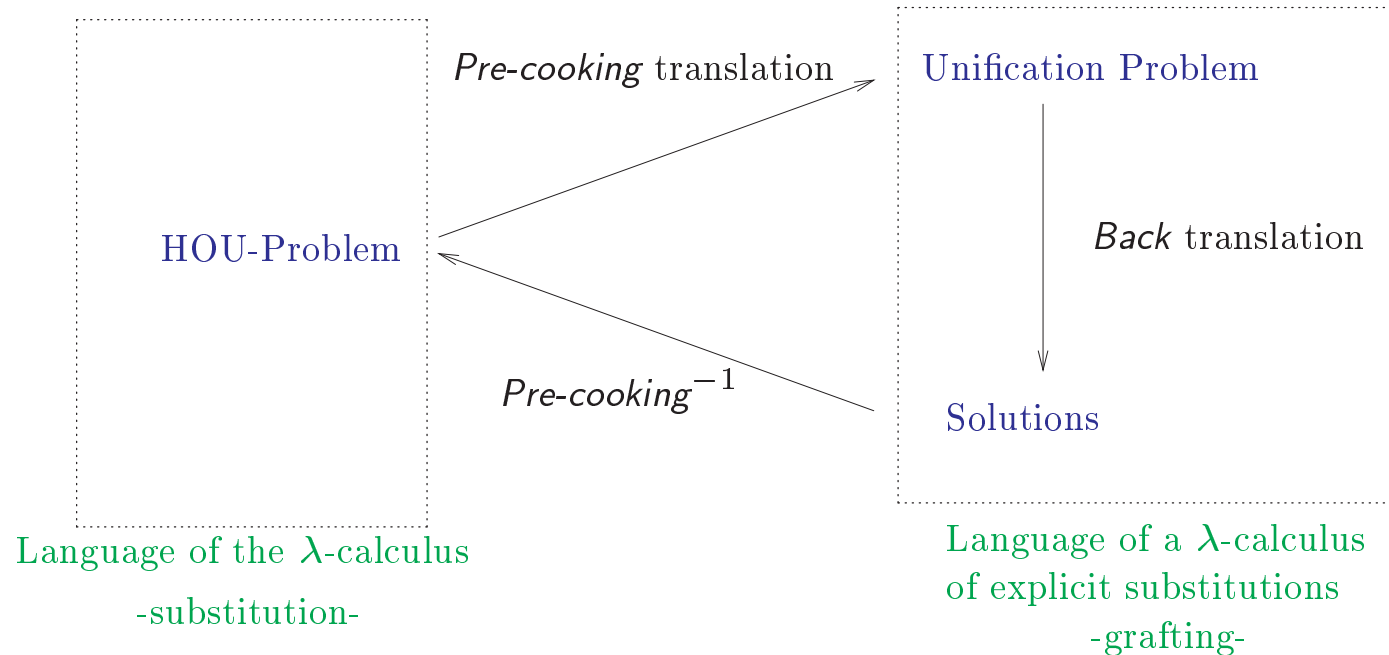 Pre-cooking translation
Unification Problem
HOU-Problem
Back translation
Pre-cooking⁻¹
Solutions
Language of the λ-calculus
-substitution-
Language of a λ-calculus
of explicit substitutions
-grafting-